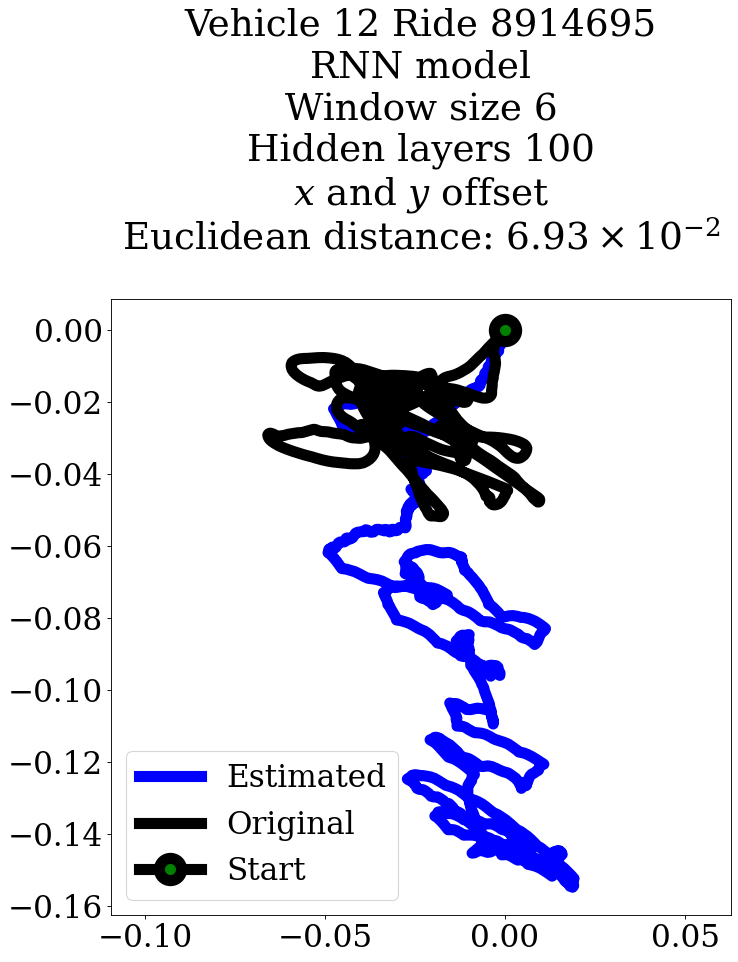 Vehicle 12 Ride 8914695
RNN model
Window size 6
Hidden layers 100
x and y offset
Euclidean distance: 6.93 × 10⁻²
0.00
−0.02
−0.04
−0.06
−0.08
−0.10
−0.12
−0.14
−0.16
Estimated
Original
Start
−0.10
−0.05
0.00
0.05